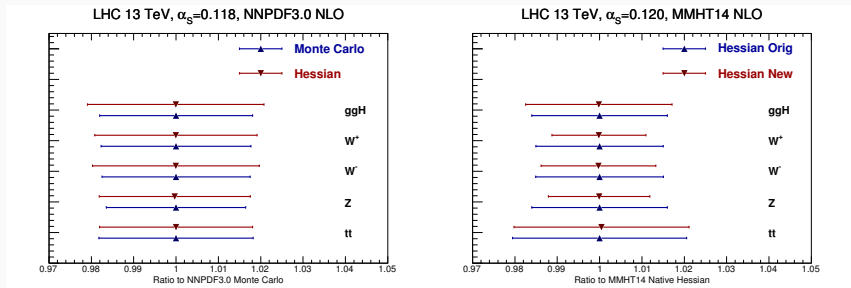 LHC 13 TeV, αS=0.118, NNPDF3.0 NLO
Monte Carlo
Hessian
ggH
W+
W-
Z
tt
0.97 0.98 0.99 1 1.01 1.02 1.03 1.04 1.05
Ratio to NNPDF3.0 Monte Carlo
LHC 13 TeV, αS=0.120, MMHT14 NLO
Hessian Orig
Hessian New
ggH
W+
W-
Z
tt
0.97 0.98 0.99 1 1.01 1.02 1.03 1.04 1.05
Ratio to MMHT14 Native Hessian